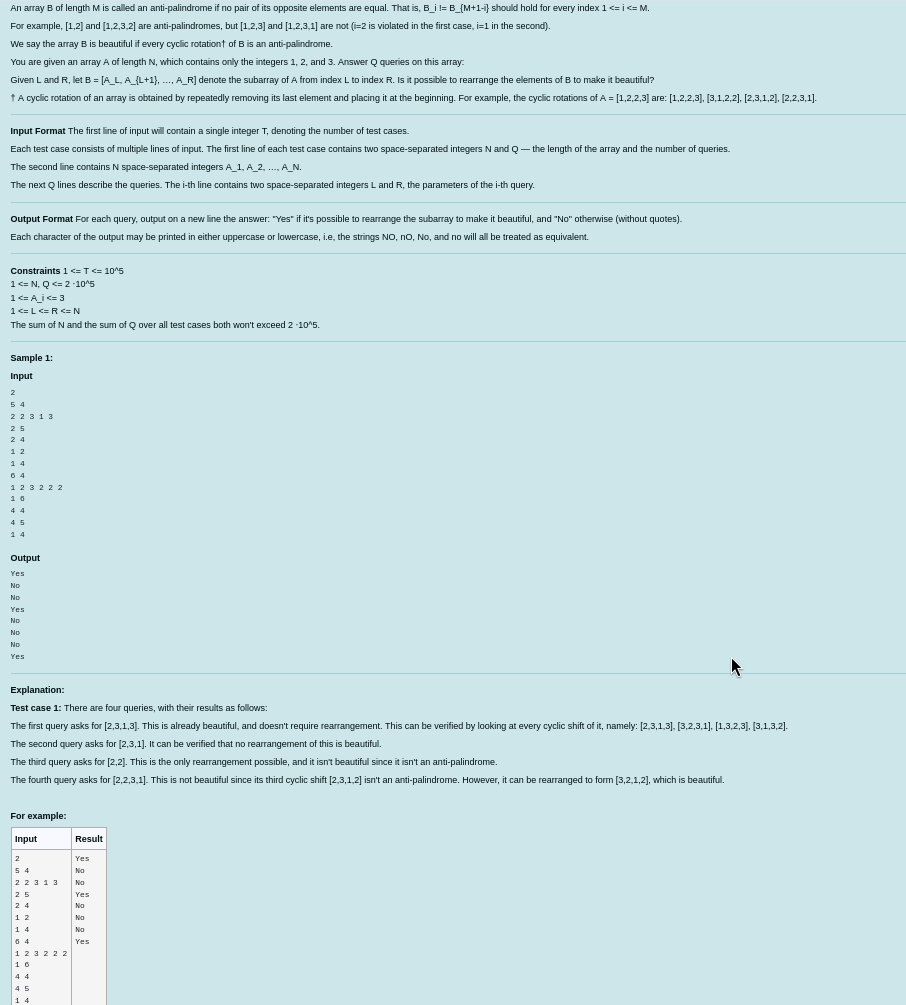 An array B of length M is called an anti-palindrome if no pair of its opposite elements are equal. That is, B_i != B_{M+1-i} should hold for every index 1 <= i <= M.
For example, [1,2] and [1,2,3,2] are anti-palindromes, but [1,2,3] and [1,2,3,1] are not (i=2 is violated in the first case, i=1 in the second).
We say the array B is beautiful if every cyclic rotation† of B is an anti-palindrome.
You are given an array A of length N, which contains only the integers 1, 2, and 3. Answer Q queries on this array:
Given L and R, let B = [A_L, A_{L+1}, …, A_R] denote the subarray of A from index L to index R. Is it possible to rearrange the elements of B to make it beautiful?
† A cyclic rotation of an array is obtained by repeatedly removing its last element and placing it at the beginning. For example, the cyclic rotations of A = [1,2,2,3] are: [1,2,2,3], [3,1,2,2], [2,3,1,2], [2,2,3,1].
Input Format The first line of input will contain a single integer T, denoting the number of test cases.
Each test case consists of multiple lines of input. The first line of each test case contains two space-separated integers N and Q — the length of the array and the number of queries.
The second line contains N space-separated integers A_1, A_2, …, A_N.
The next Q lines describe the queries. The i-th line contains two space-separated integers L and R, the parameters of the i-th query.
Output Format For each query, output on a new line the answer: "Yes" if it's possible to rearrange the subarray to make it beautiful, and "No" otherwise (without quotes).
Each character of the output may be printed in either uppercase or lowercase, i.e, the strings NO, nO, No, and no will all be treated as equivalent.
Constraints 1 <= T <= 10^5
1 <= N, Q <= 2 ·10^5
1 <= A_i <= 3
1 <= L <= R <= N
The sum of N and the sum of Q over all test cases both won't exceed 2 ·10^5.
Sample 1:
Input
2
5 4
2 2 3 1 3
2 5
2 4
1 2
1 4
6 4
1 2 3 2 2 2
1 6
4 4
4 5
1 4
Output
Yes
No
No
Yes
No
No
No
Yes
Explanation:
Test case 1: There are four queries, with their results as follows:
The first query asks for [2,3,1,3]. This is already beautiful, and doesn't require rearrangement. This can be verified by looking at every cyclic shift of it, namely: [2,3,1,3], [3,2,3,1], [1,3,2,3], [3,1,3,2].
The second query asks for [2,3,1]. It can be verified that no rearrangement of this is beautiful.
The third query asks for [2,2]. This is the only rearrangement possible, and it isn't beautiful since it isn't an anti-palindrome.
The fourth query asks for [2,2,3,1]. This is not beautiful since its third cyclic shift [2,3,1,2] isn't an anti-palindrome. However, it can be rearranged to form [3,2,1,2], which is beautiful.
For example:
Input Result
2 Yes
5 4 No
2 2 3 1 3 No
2 5 Yes
2 4 No
1 2 No
1 4 No
6 4 Yes
1 2 3 2 2 2
1 6
4 4
4 5
1 4